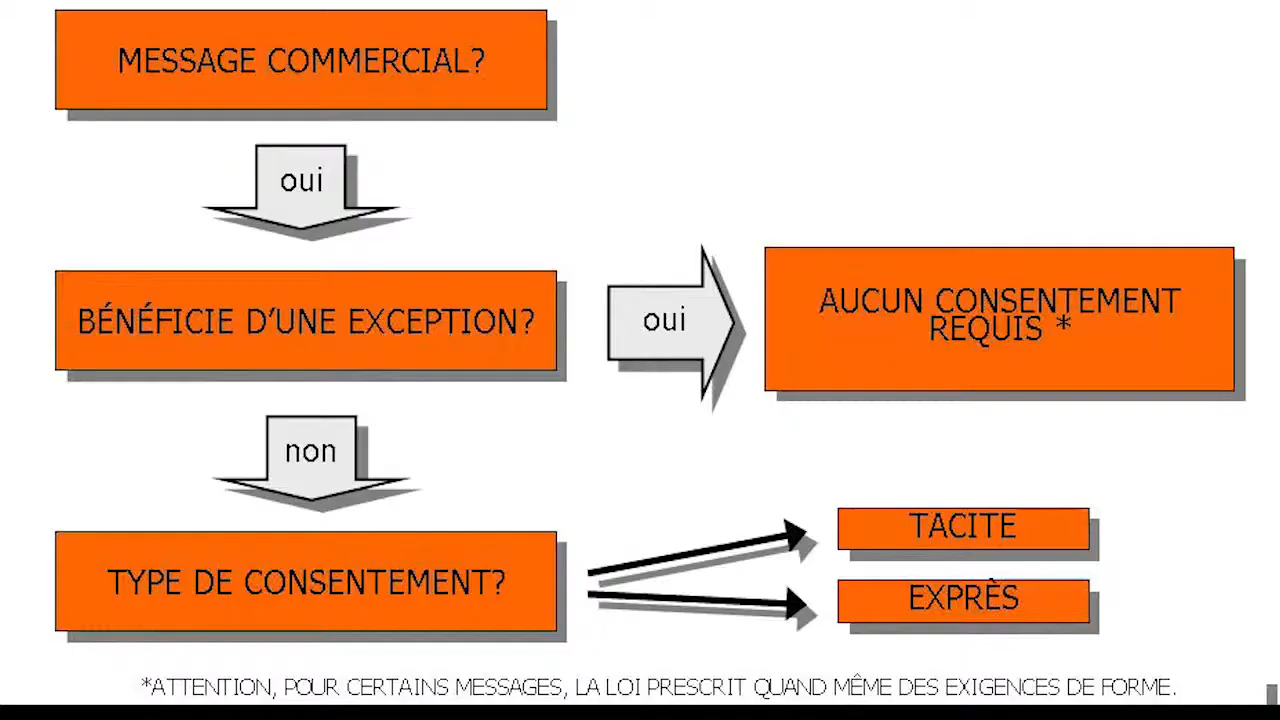 MESSAGE COMMERCIAL?
oui
BÉNÉFICIE D'UNE EXCEPTION?
oui
AUCUN CONSENTEMENT
REQUIS *
non
TYPE DE CONSENTEMENT?
TACITE
EXPRÈS
*ATTENTION, POUR CERTAINS MESSAGES, LA LOI PRESCRIT QUAND MÊME DES EXIGENCES DE FORME.